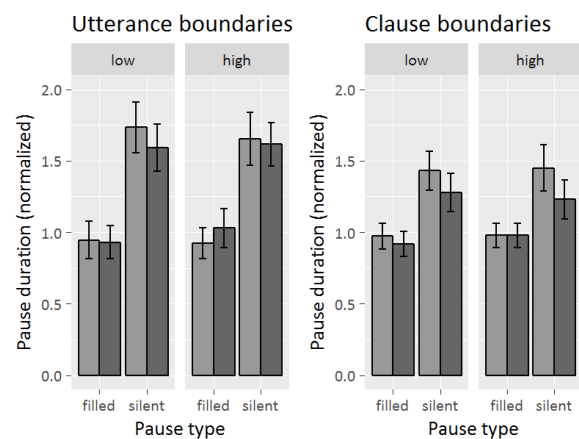 Utterance boundaries
low high
Pause duration (normalized)
2.0
1.5
1.0
0.5
0.0
filled silent filled silent
Pause type
Clause boundaries
low high
Pause duration (normalized)
2.0
1.5
1.0
0.5
0.0
filled silent filled silent
Pause type